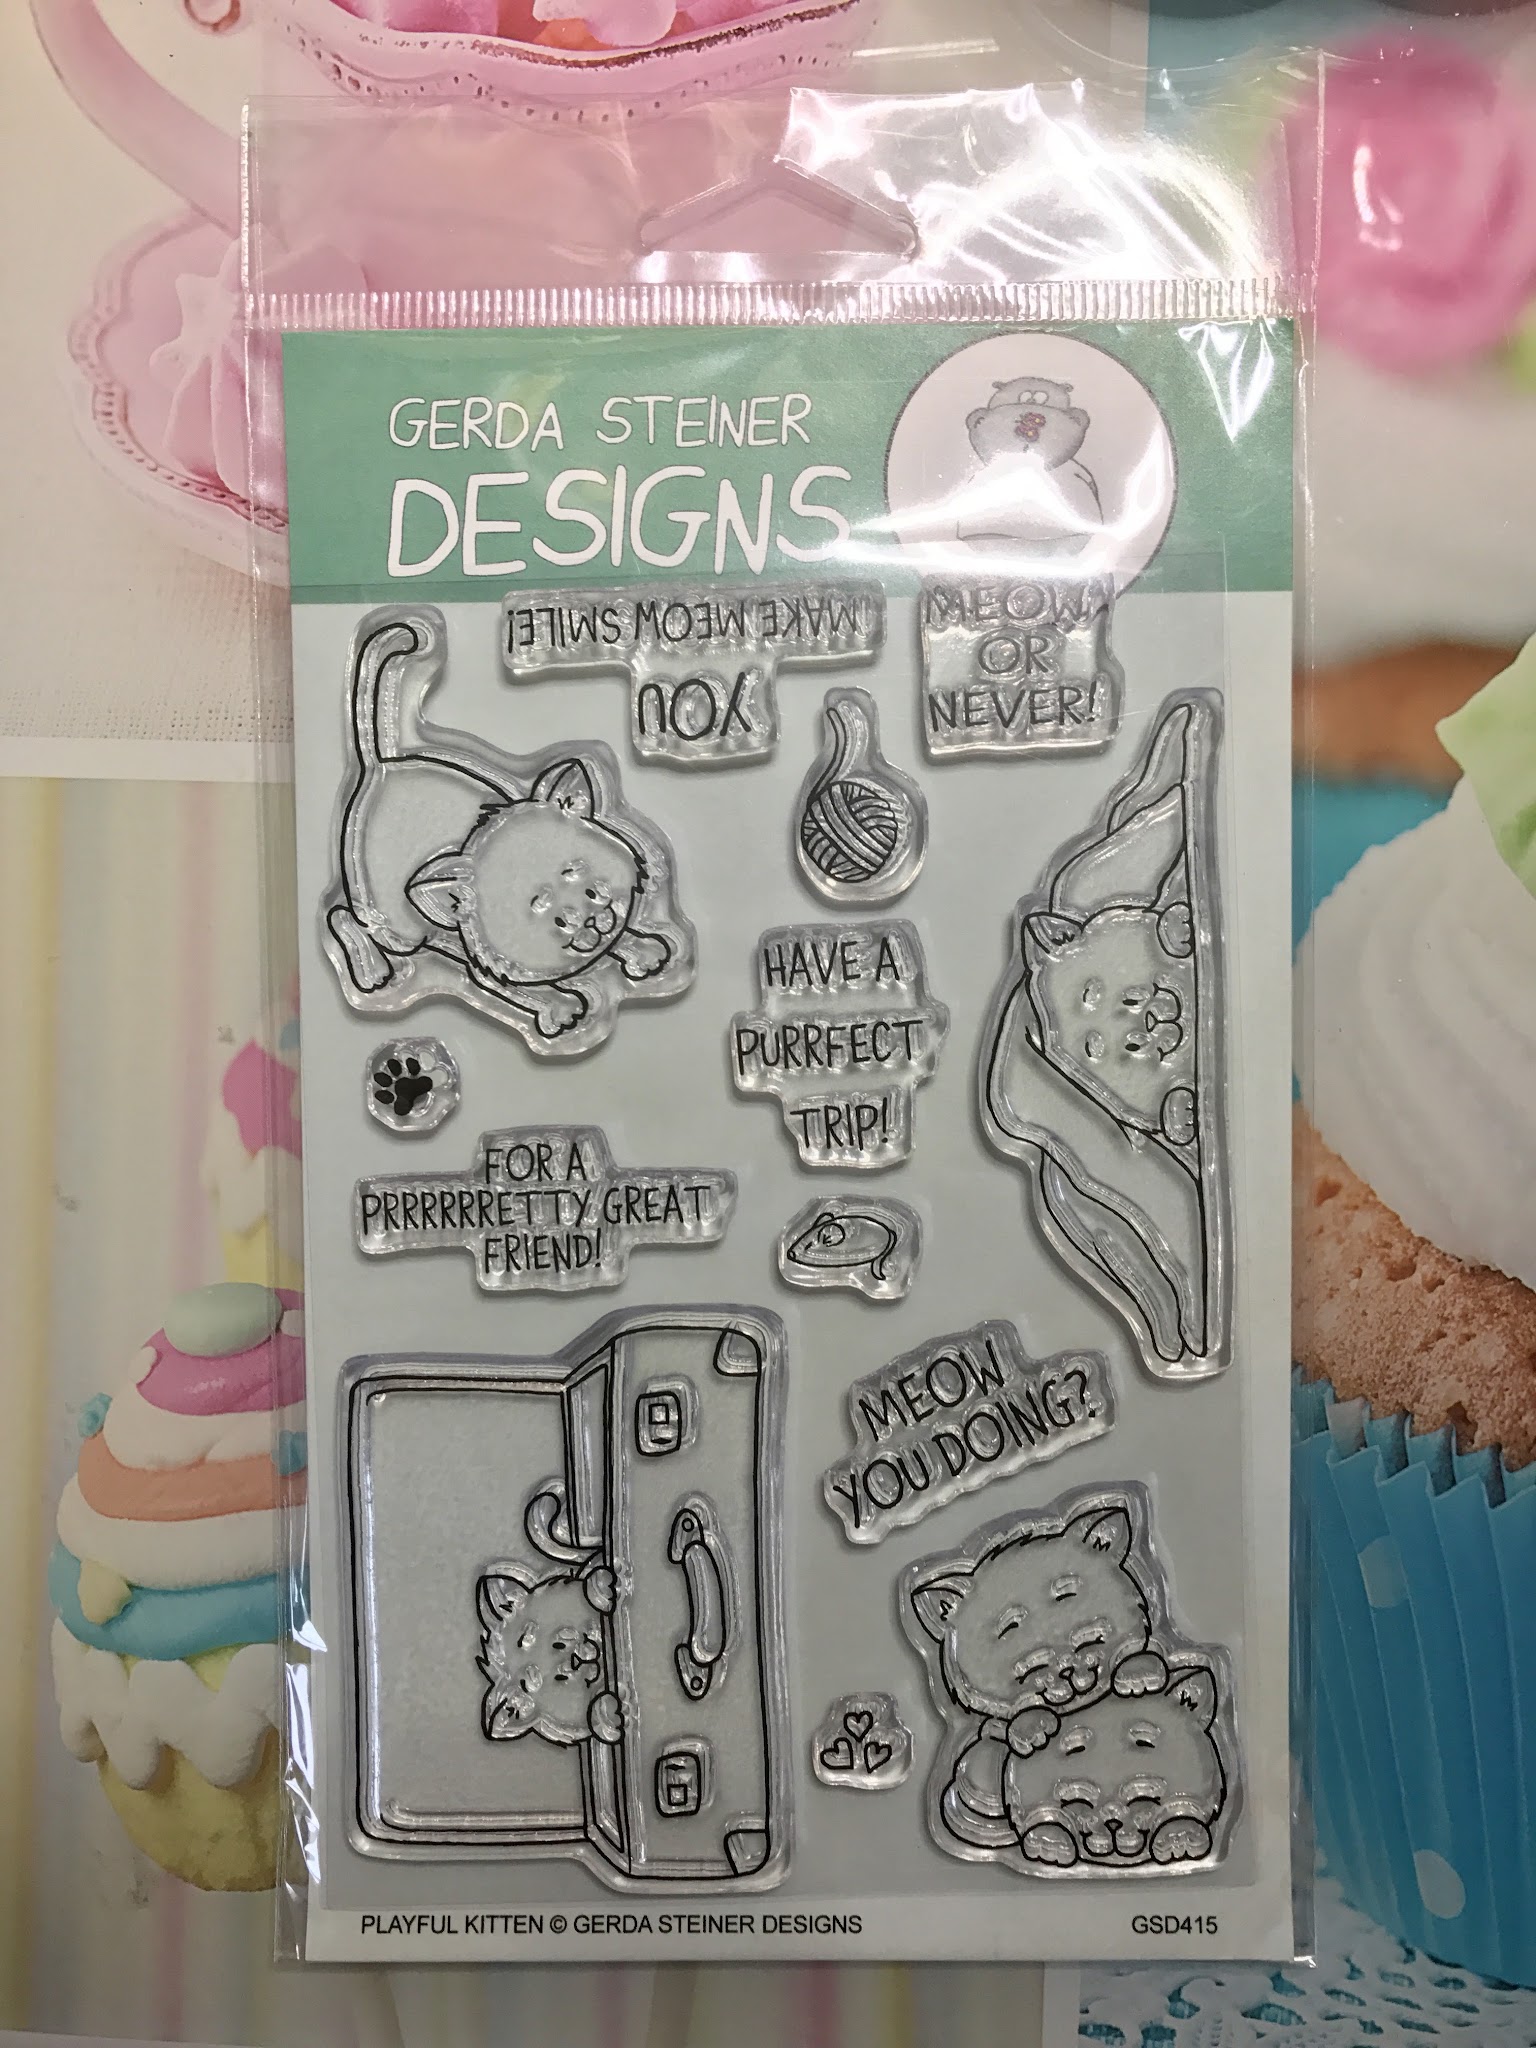 GERDA STEINER
DESIGNS
YOU
MAKE MEOW SMILE!
MEOW
OR
NEVER!
HAVE A
PURRFECT
TRIP!
FOR A
PRRRRRRETTY GREAT
FRIEND!
MEOW
YOU DOING?
PLAYFUL KITTEN © GERDA STEINER DESIGNS
GSD415